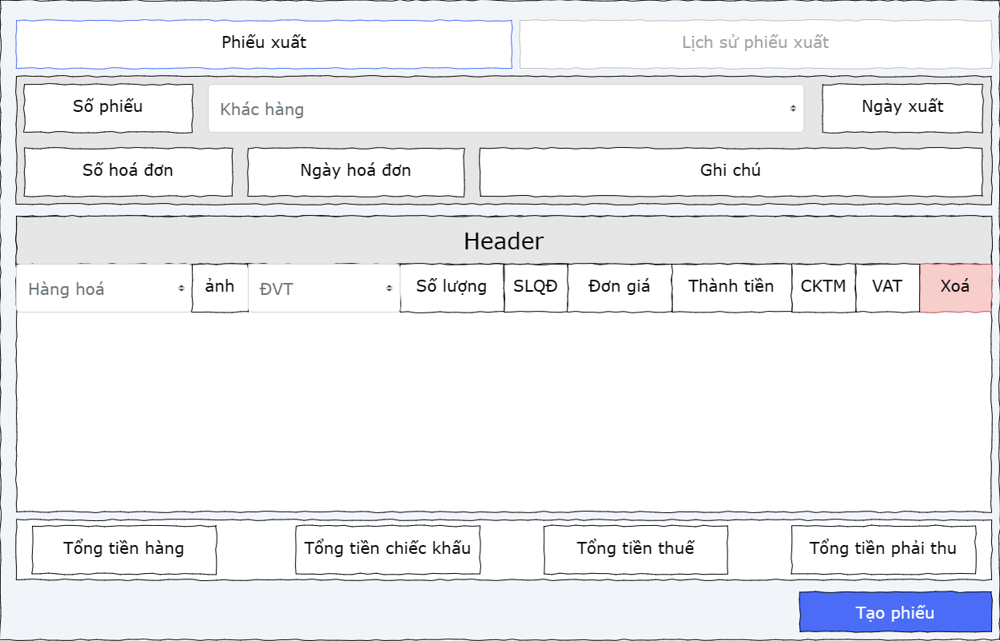 Phiếu xuất
Lịch sử phiếu xuất
Số phiếu
Khác hàng
Ngày xuất
Số hoá đơn
Ngày hoá đơn
Ghi chú
Header
Hàng hoá
ảnh
ĐVT
Số lượng
SLQĐ
Đơn giá
Thành tiền
CKTM
VAT
Xoá
Tổng tiền hàng
Tổng tiền chiếc khấu
Tổng tiền thuế
Tổng tiền phải thu
Tạo phiếu